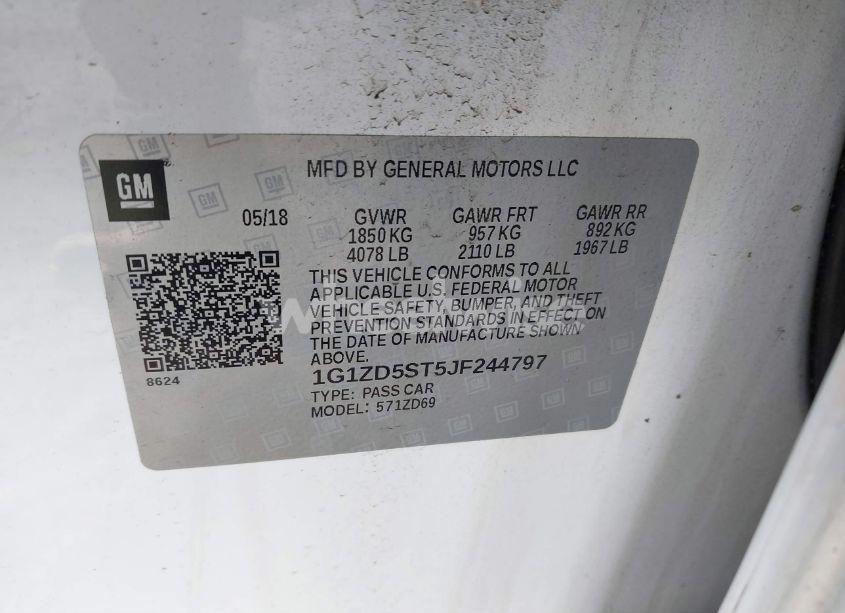 GM
MFD BY GENERAL MOTORS LLC
05/18 GVWR GAWR FRT GAWR RR
1850 KG 957 KG 892 KG
4078 LB 2110 LB 1967 LB
THIS VEHICLE CONFORMS TO ALL
APPLICABLE U.S. FEDERAL MOTOR
VEHICLE SAFETY, BUMPER, AND THEFT
PREVENTION STANDARDS IN EFFECT ON
THE DATE OF MANUFACTURE SHOWN
ABOVE.
1G1ZD5ST5JF244797
TYPE: PASS CAR
MODEL: 571ZD69
8624